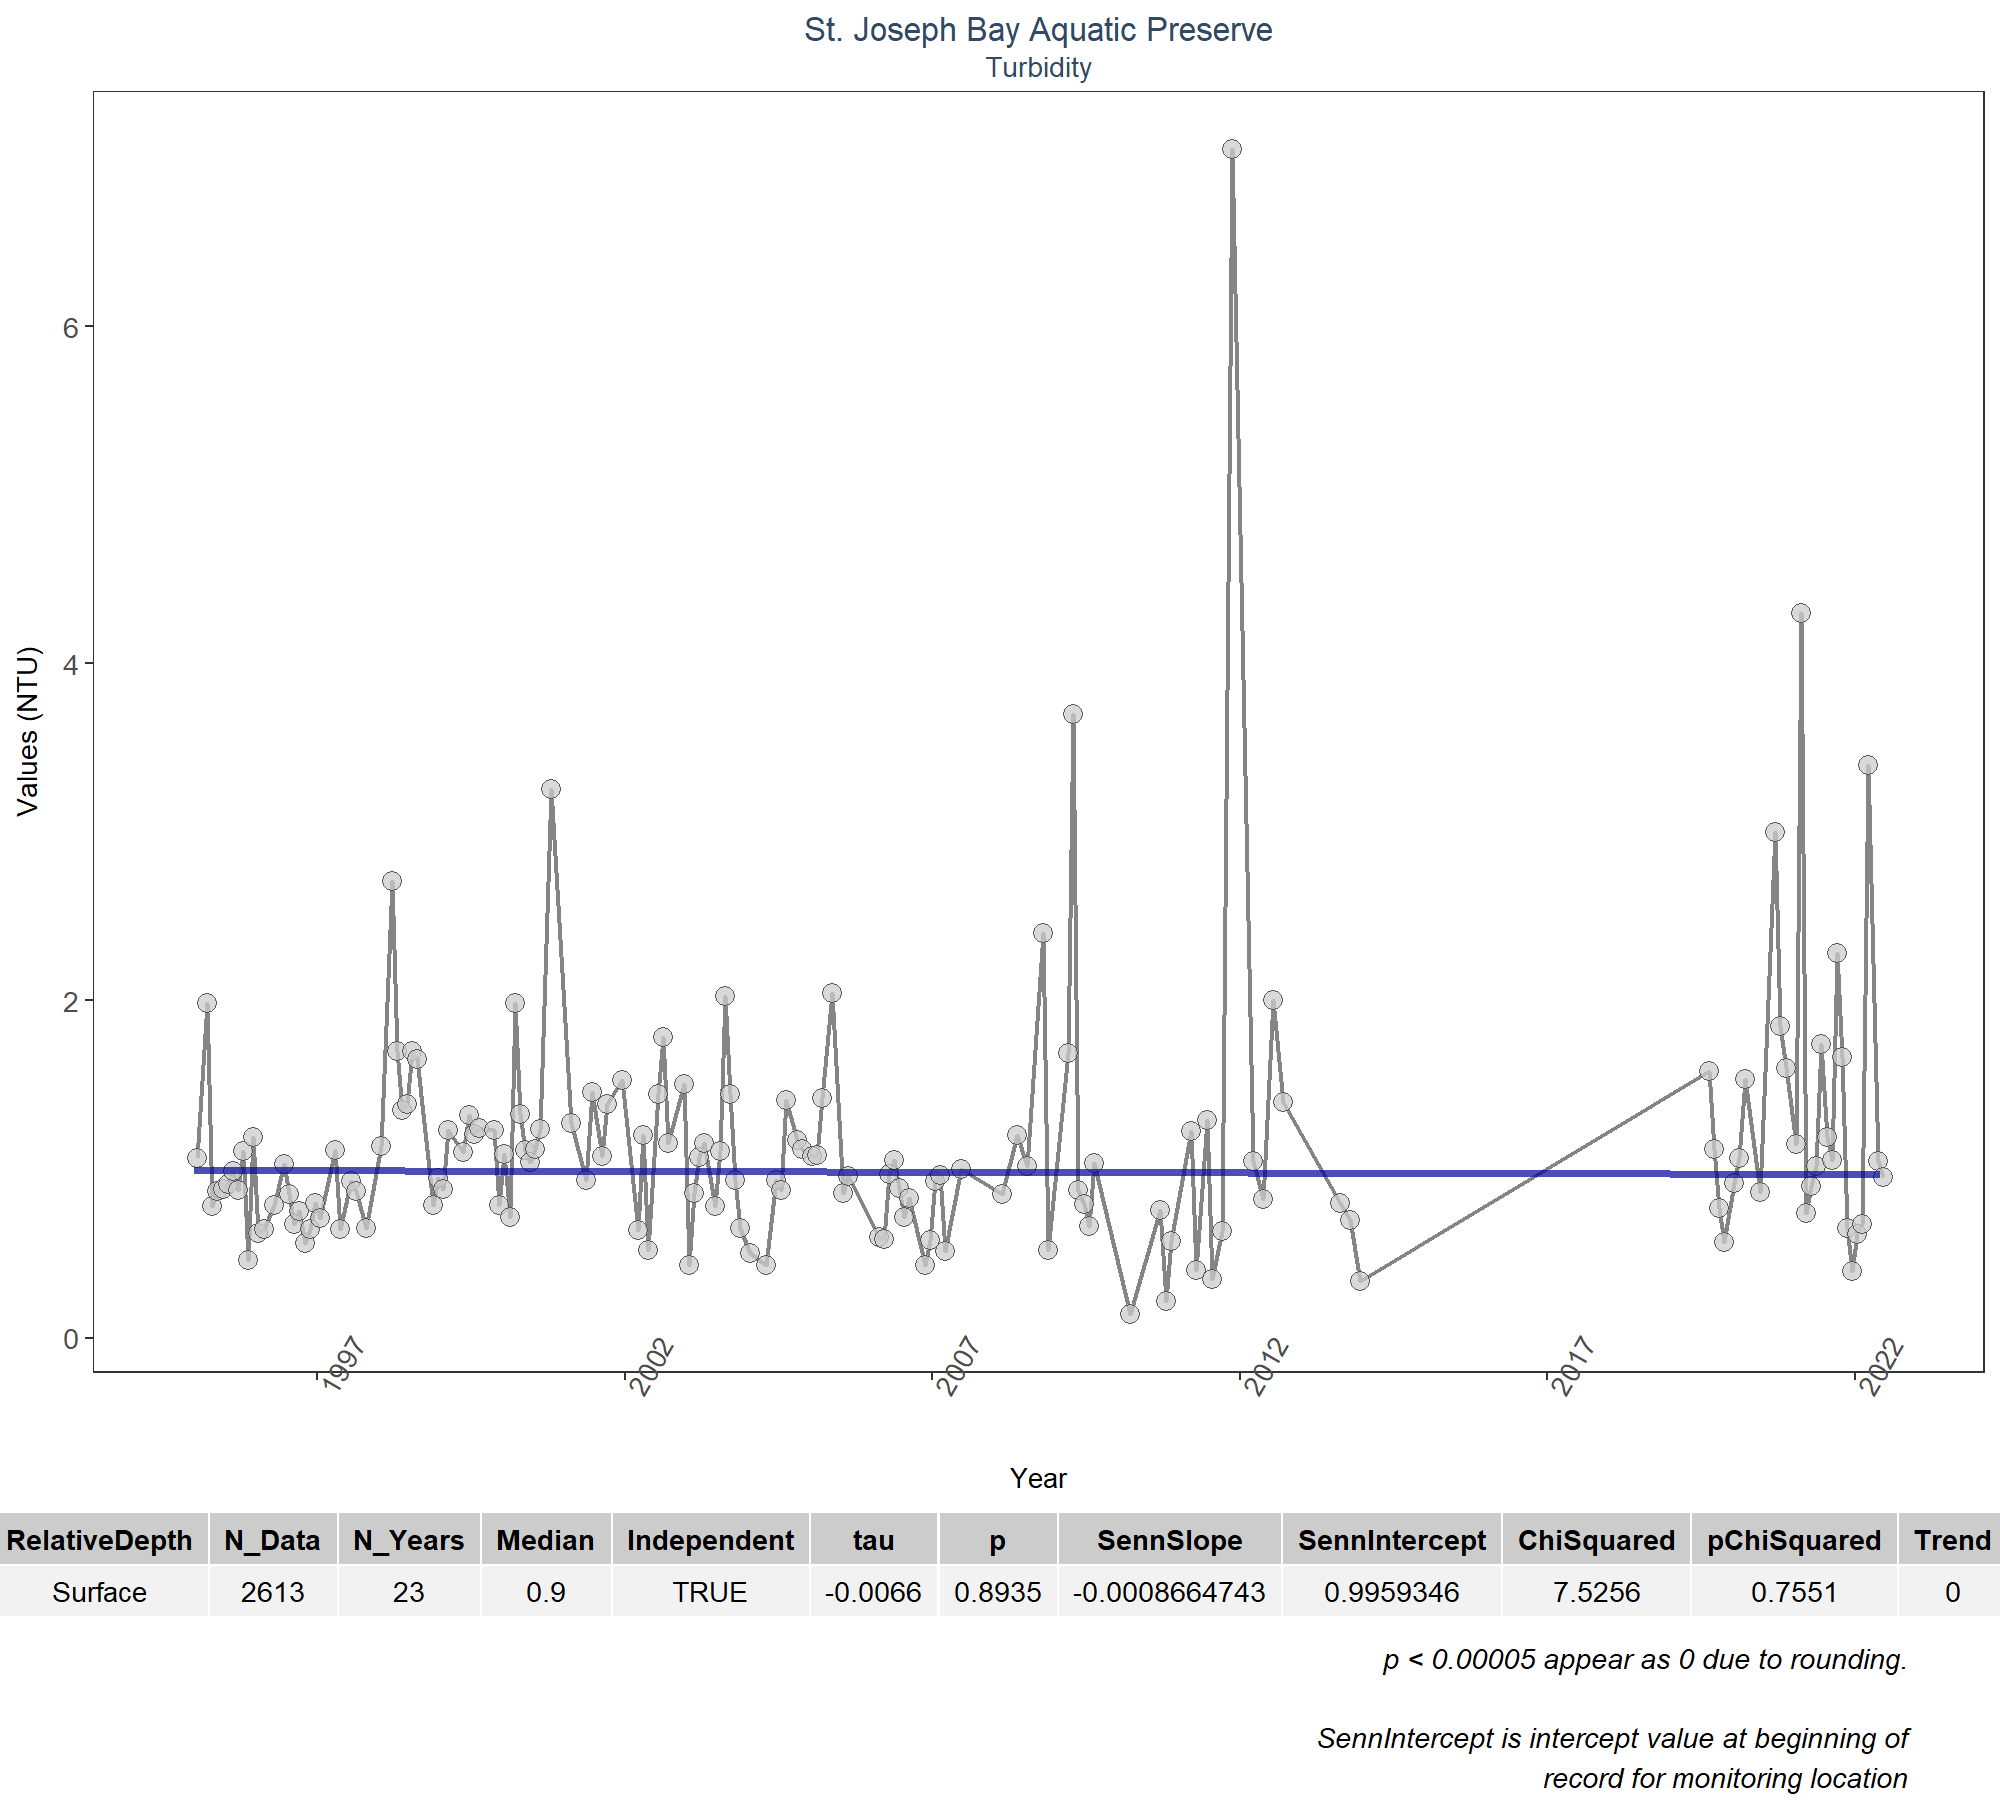 St. Joseph Bay Aquatic Preserve
Turbidity
6
4
2
0
Values (NTU)
1997
2002
2007
2012
2017
2022
Year
RelativeDepth N_Data N_Years Median Independent tau p SennSlope SennIntercept ChiSquared pChiSquared Trend
Surface 2613 23 0.9 TRUE -0.0066 0.8935 -0.0008664743 0.9959346 7.5256 0.7551 0
p < 0.00005 appear as 0 due to rounding.
SennIntercept is intercept value at beginning of
record for monitoring location